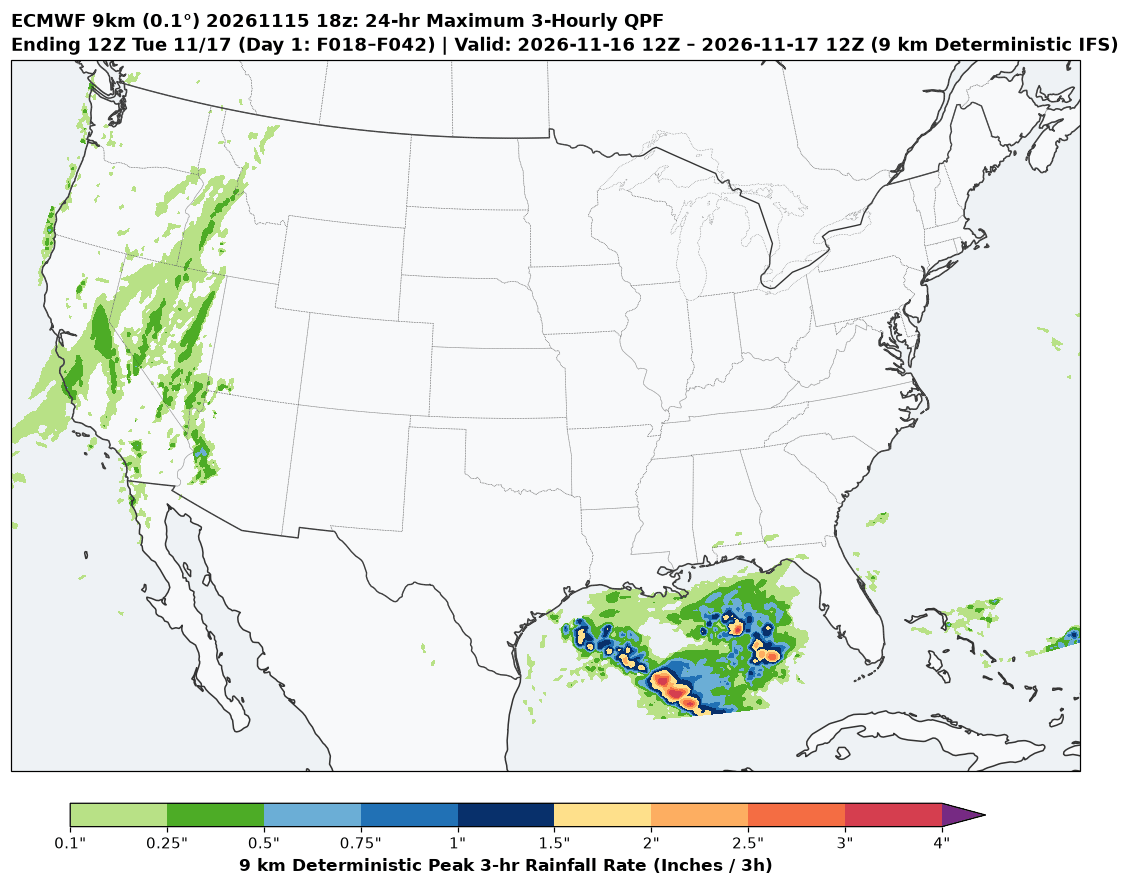 ECMWF 9km (0.1°) 20261115 18z: 24-hr Maximum 3-Hourly QPF
Ending 12Z Tue 11/17 (Day 1: F018–F042) | Valid: 2026-11-16 12Z – 2026-11-17 12Z (9 km Deterministic IFS)
0.1" 0.25" 0.5" 0.75" 1" 1.5" 2" 2.5" 3" 4"
9 km Deterministic Peak 3-hr Rainfall Rate (Inches / 3h)